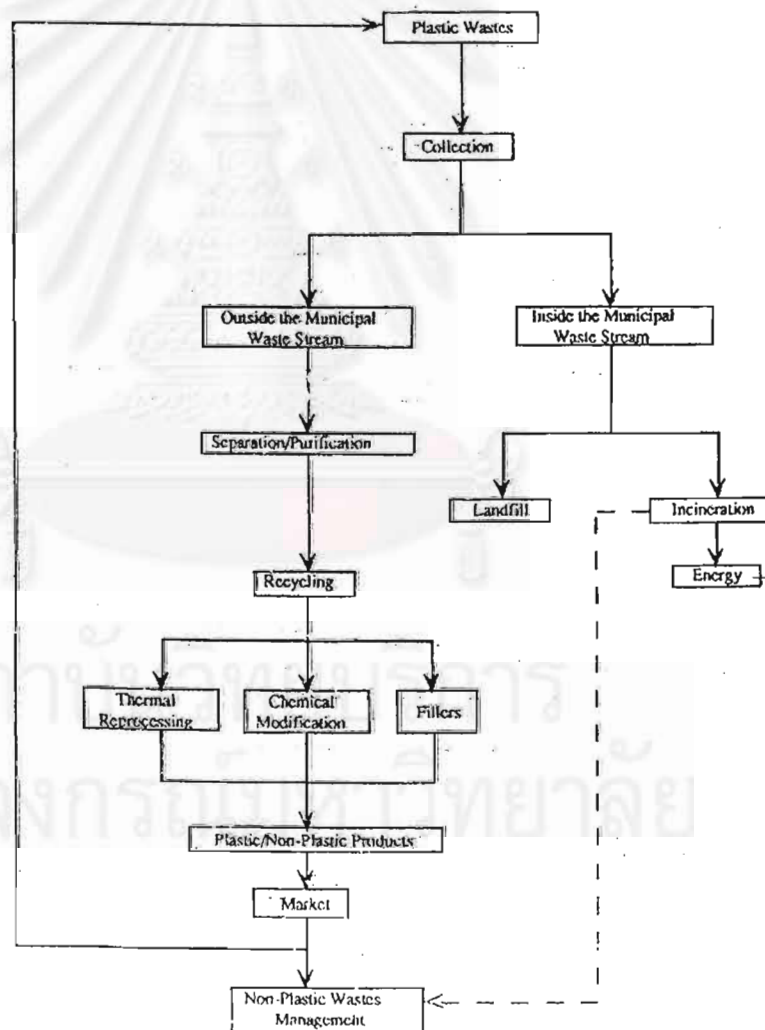 Plastic Wastes
Collection
Outside the Municipal
Waste Stream
Inside the Municipal
Waste Stream
Separation/Purification
Landfill
Incineration
Recycling
Energy
Thermal
Reprocessing
Chemical
Modification
Fillers
Plastic/Non-Plastic Products
Market
Non-Plastic Wastes
Management